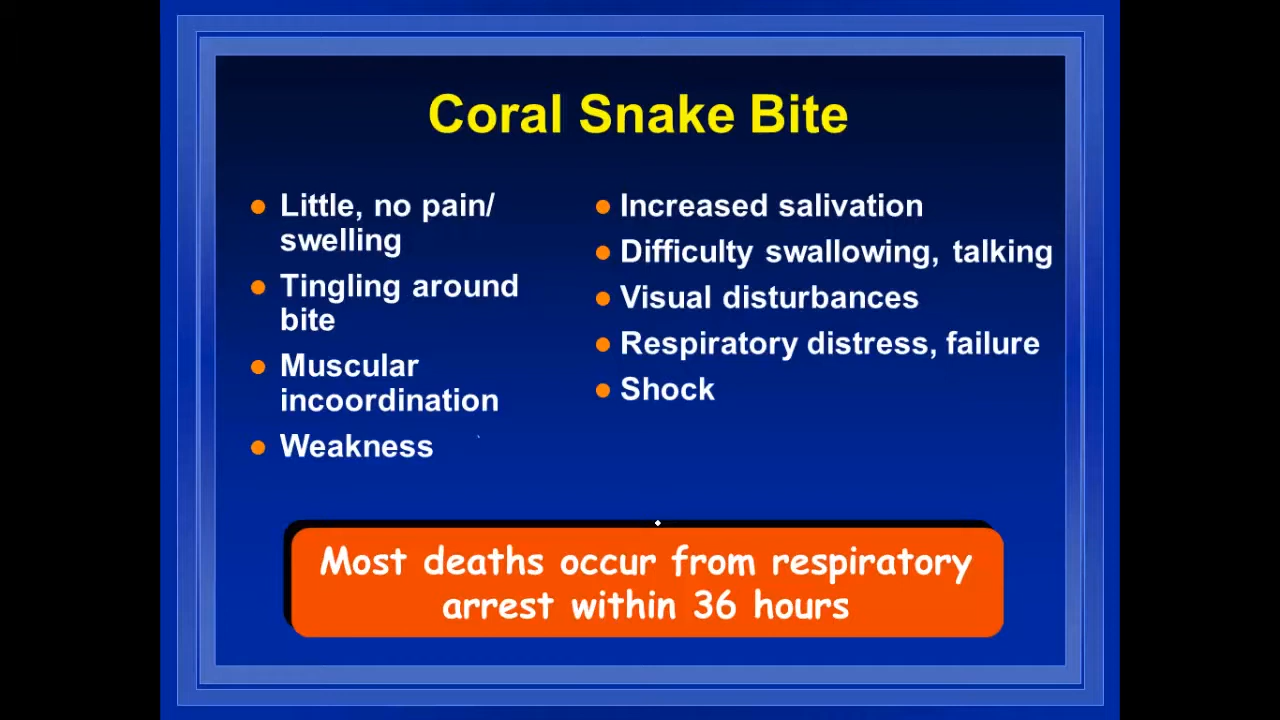 Coral Snake Bite
Little, no pain/
swelling
Tingling around
bite
Muscular
incoordination
Weakness
Increased salivation
Difficulty swallowing, talking
Visual disturbances
Respiratory distress, failure
Shock
Most deaths occur from respiratory
arrest within 36 hours